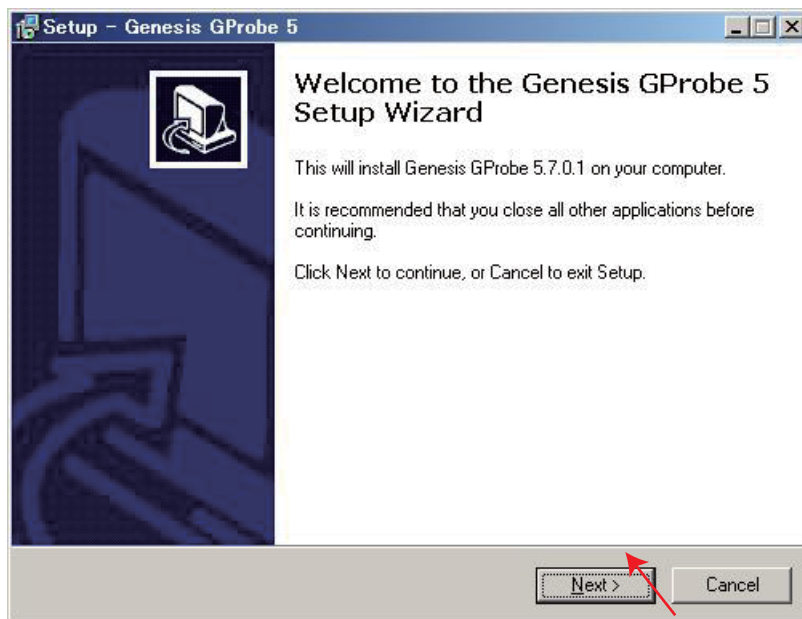 Setup - Genesis GProbe 5
Welcome to the Genesis GProbe 5
Setup Wizard
This will install Genesis GProbe 5.7.0.1 on your computer.
It is recommended that you close all other applications before
continuing.
Click Next to continue, or Cancel to exit Setup.
Next >
Cancel